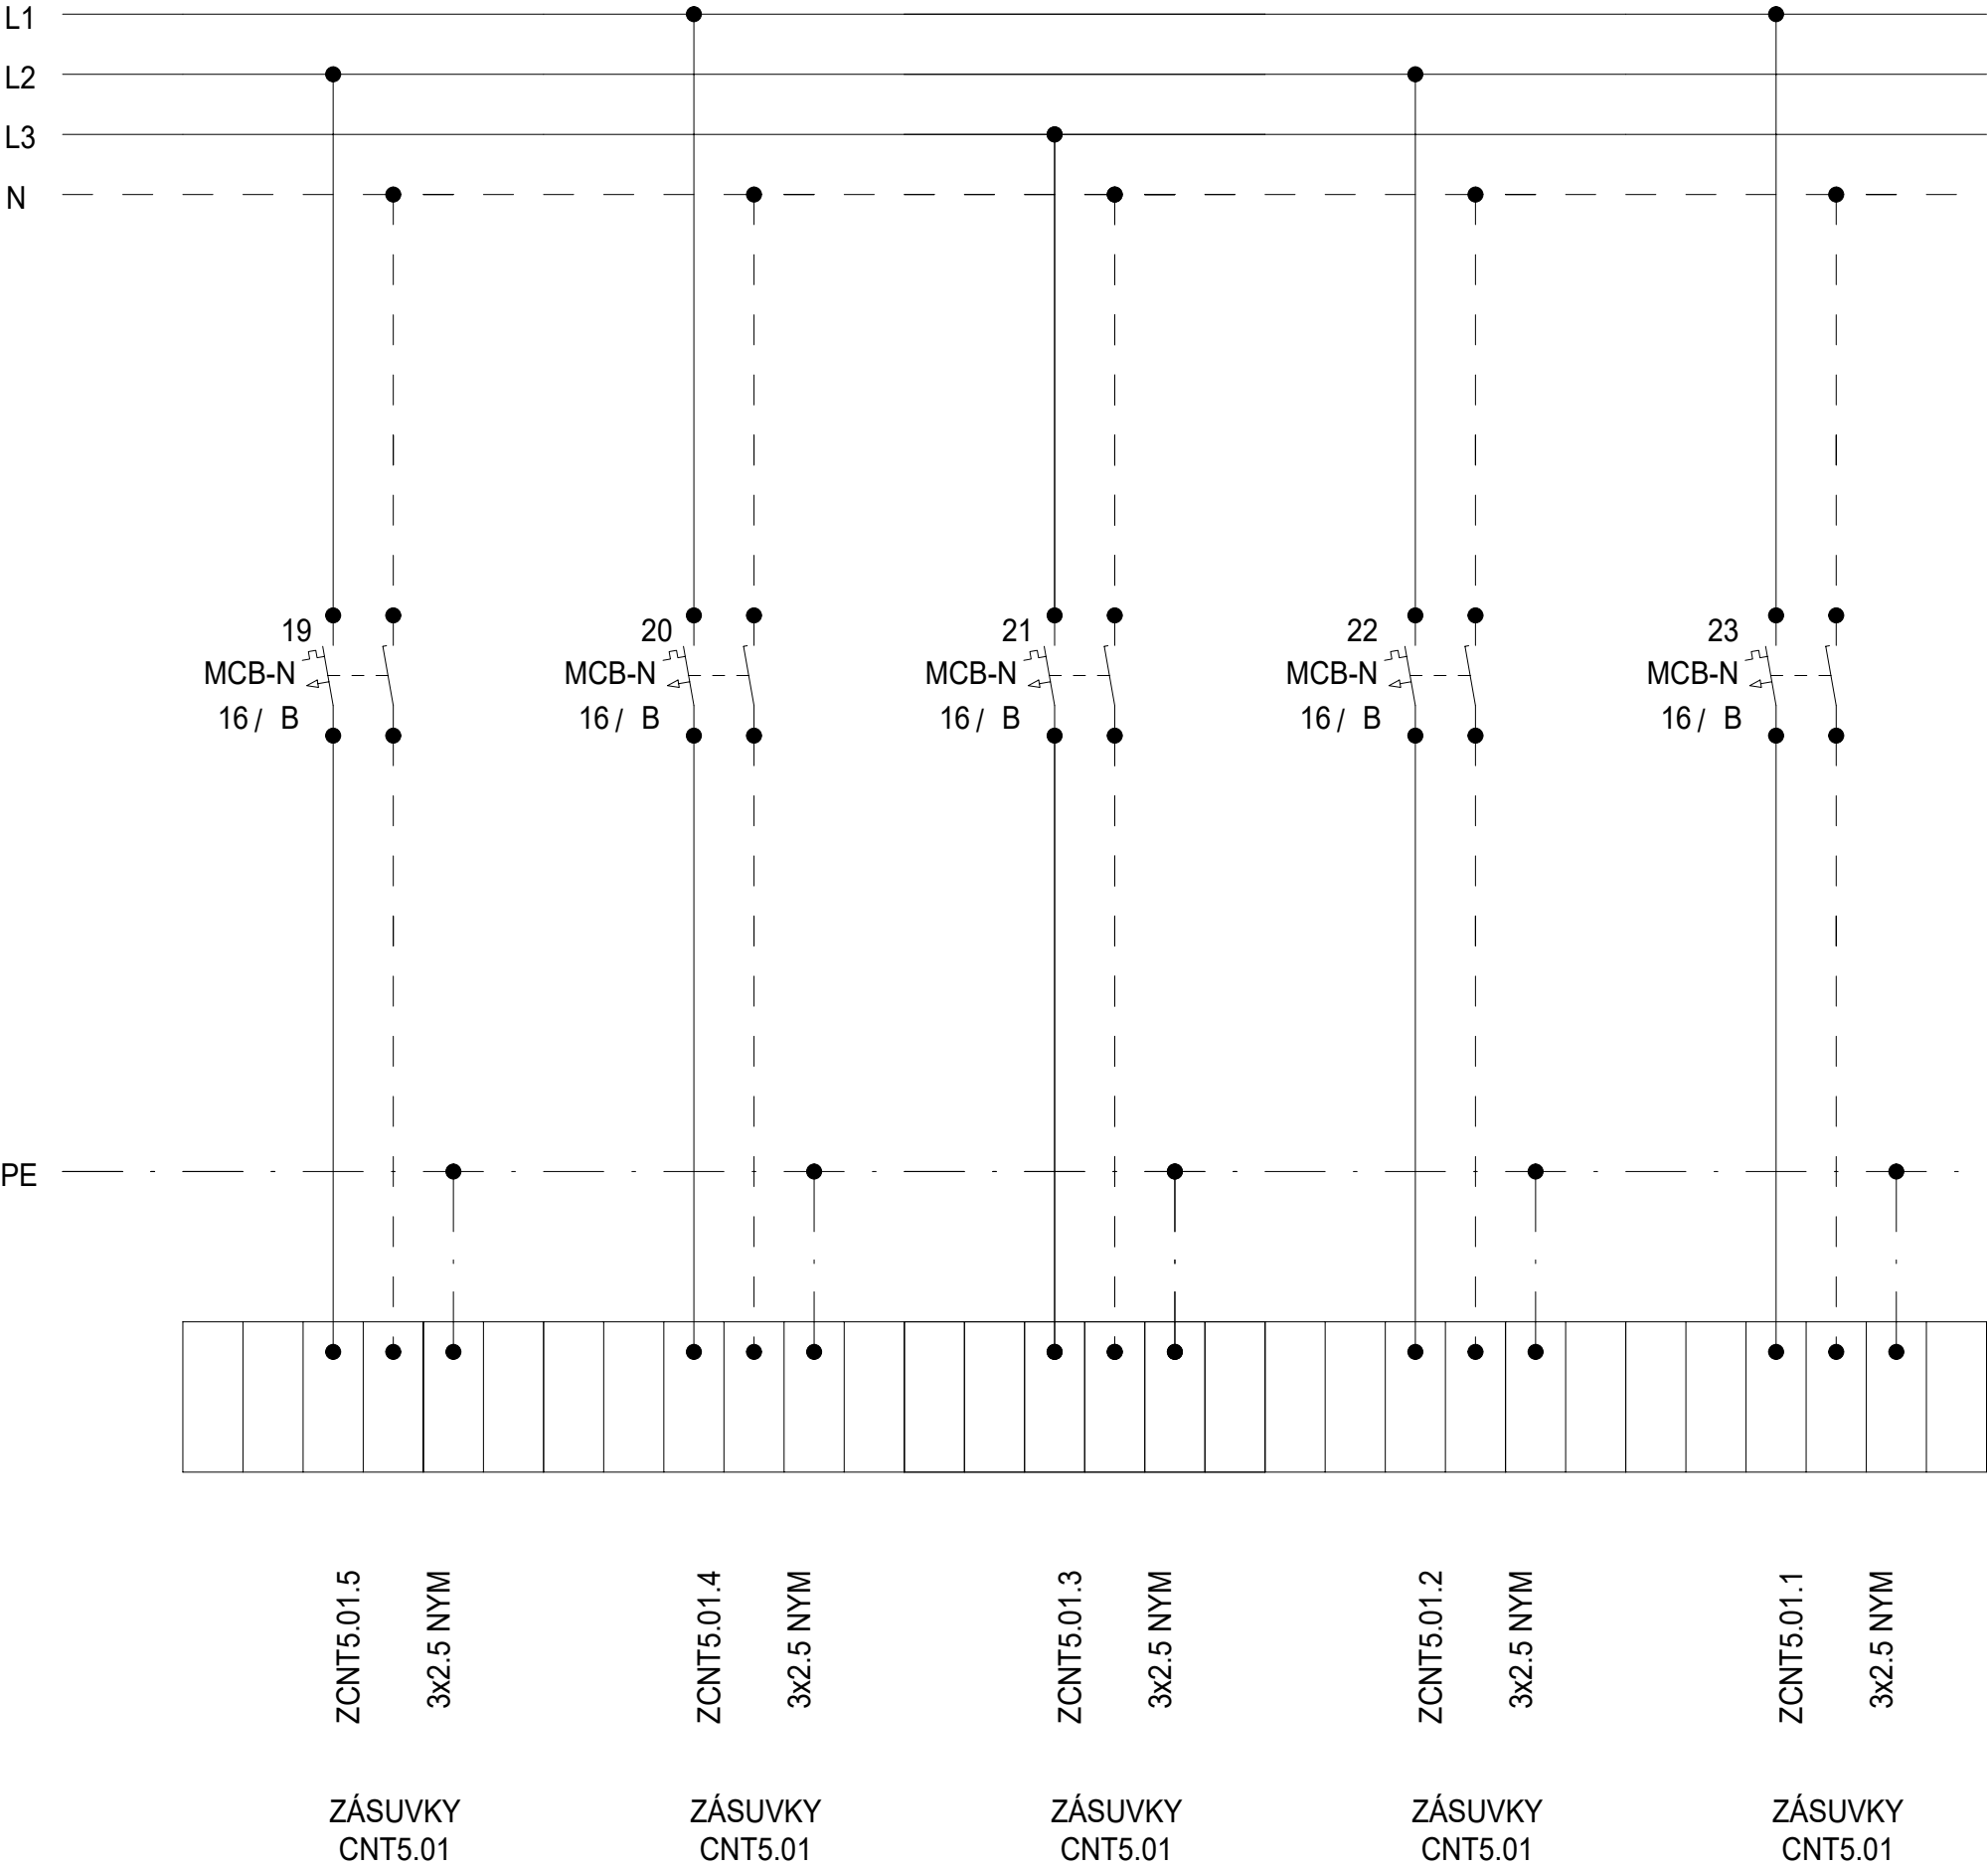 L1
L2
L3
N
19
MCB-N
16 / B
20
MCB-N
16 / B
21
MCB-N
16 / B
22
MCB-N
16 / B
23
MCB-N
16 / B
PE
ZCNT5.01.5
3x2.5 NYM
ZCNT5.01.4
3x2.5 NYM
ZCNT5.01.3
3x2.5 NYM
ZCNT5.01.2
3x2.5 NYM
ZCNT5.01.1
3x2.5 NYM
ZÁSUVKY
CNT5.01
ZÁSUVKY
CNT5.01
ZÁSUVKY
CNT5.01
ZÁSUVKY
CNT5.01
ZÁSUVKY
CNT5.01